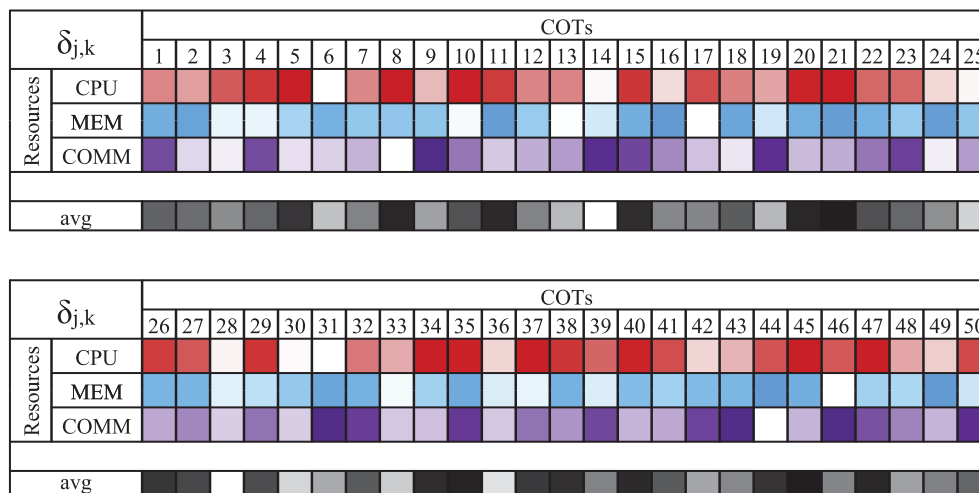 δj,k COTs
1 2 3 4 5 6 7 8 9 10 11 12 13 14 15 16 17 18 19 20 21 22 23 24 25
Resources
CPU
MEM
COMM
avg
δj,k COTs
26 27 28 29 30 31 32 33 34 35 36 37 38 39 40 41 42 43 44 45 46 47 48 49 50
Resources
CPU
MEM
COMM
avg